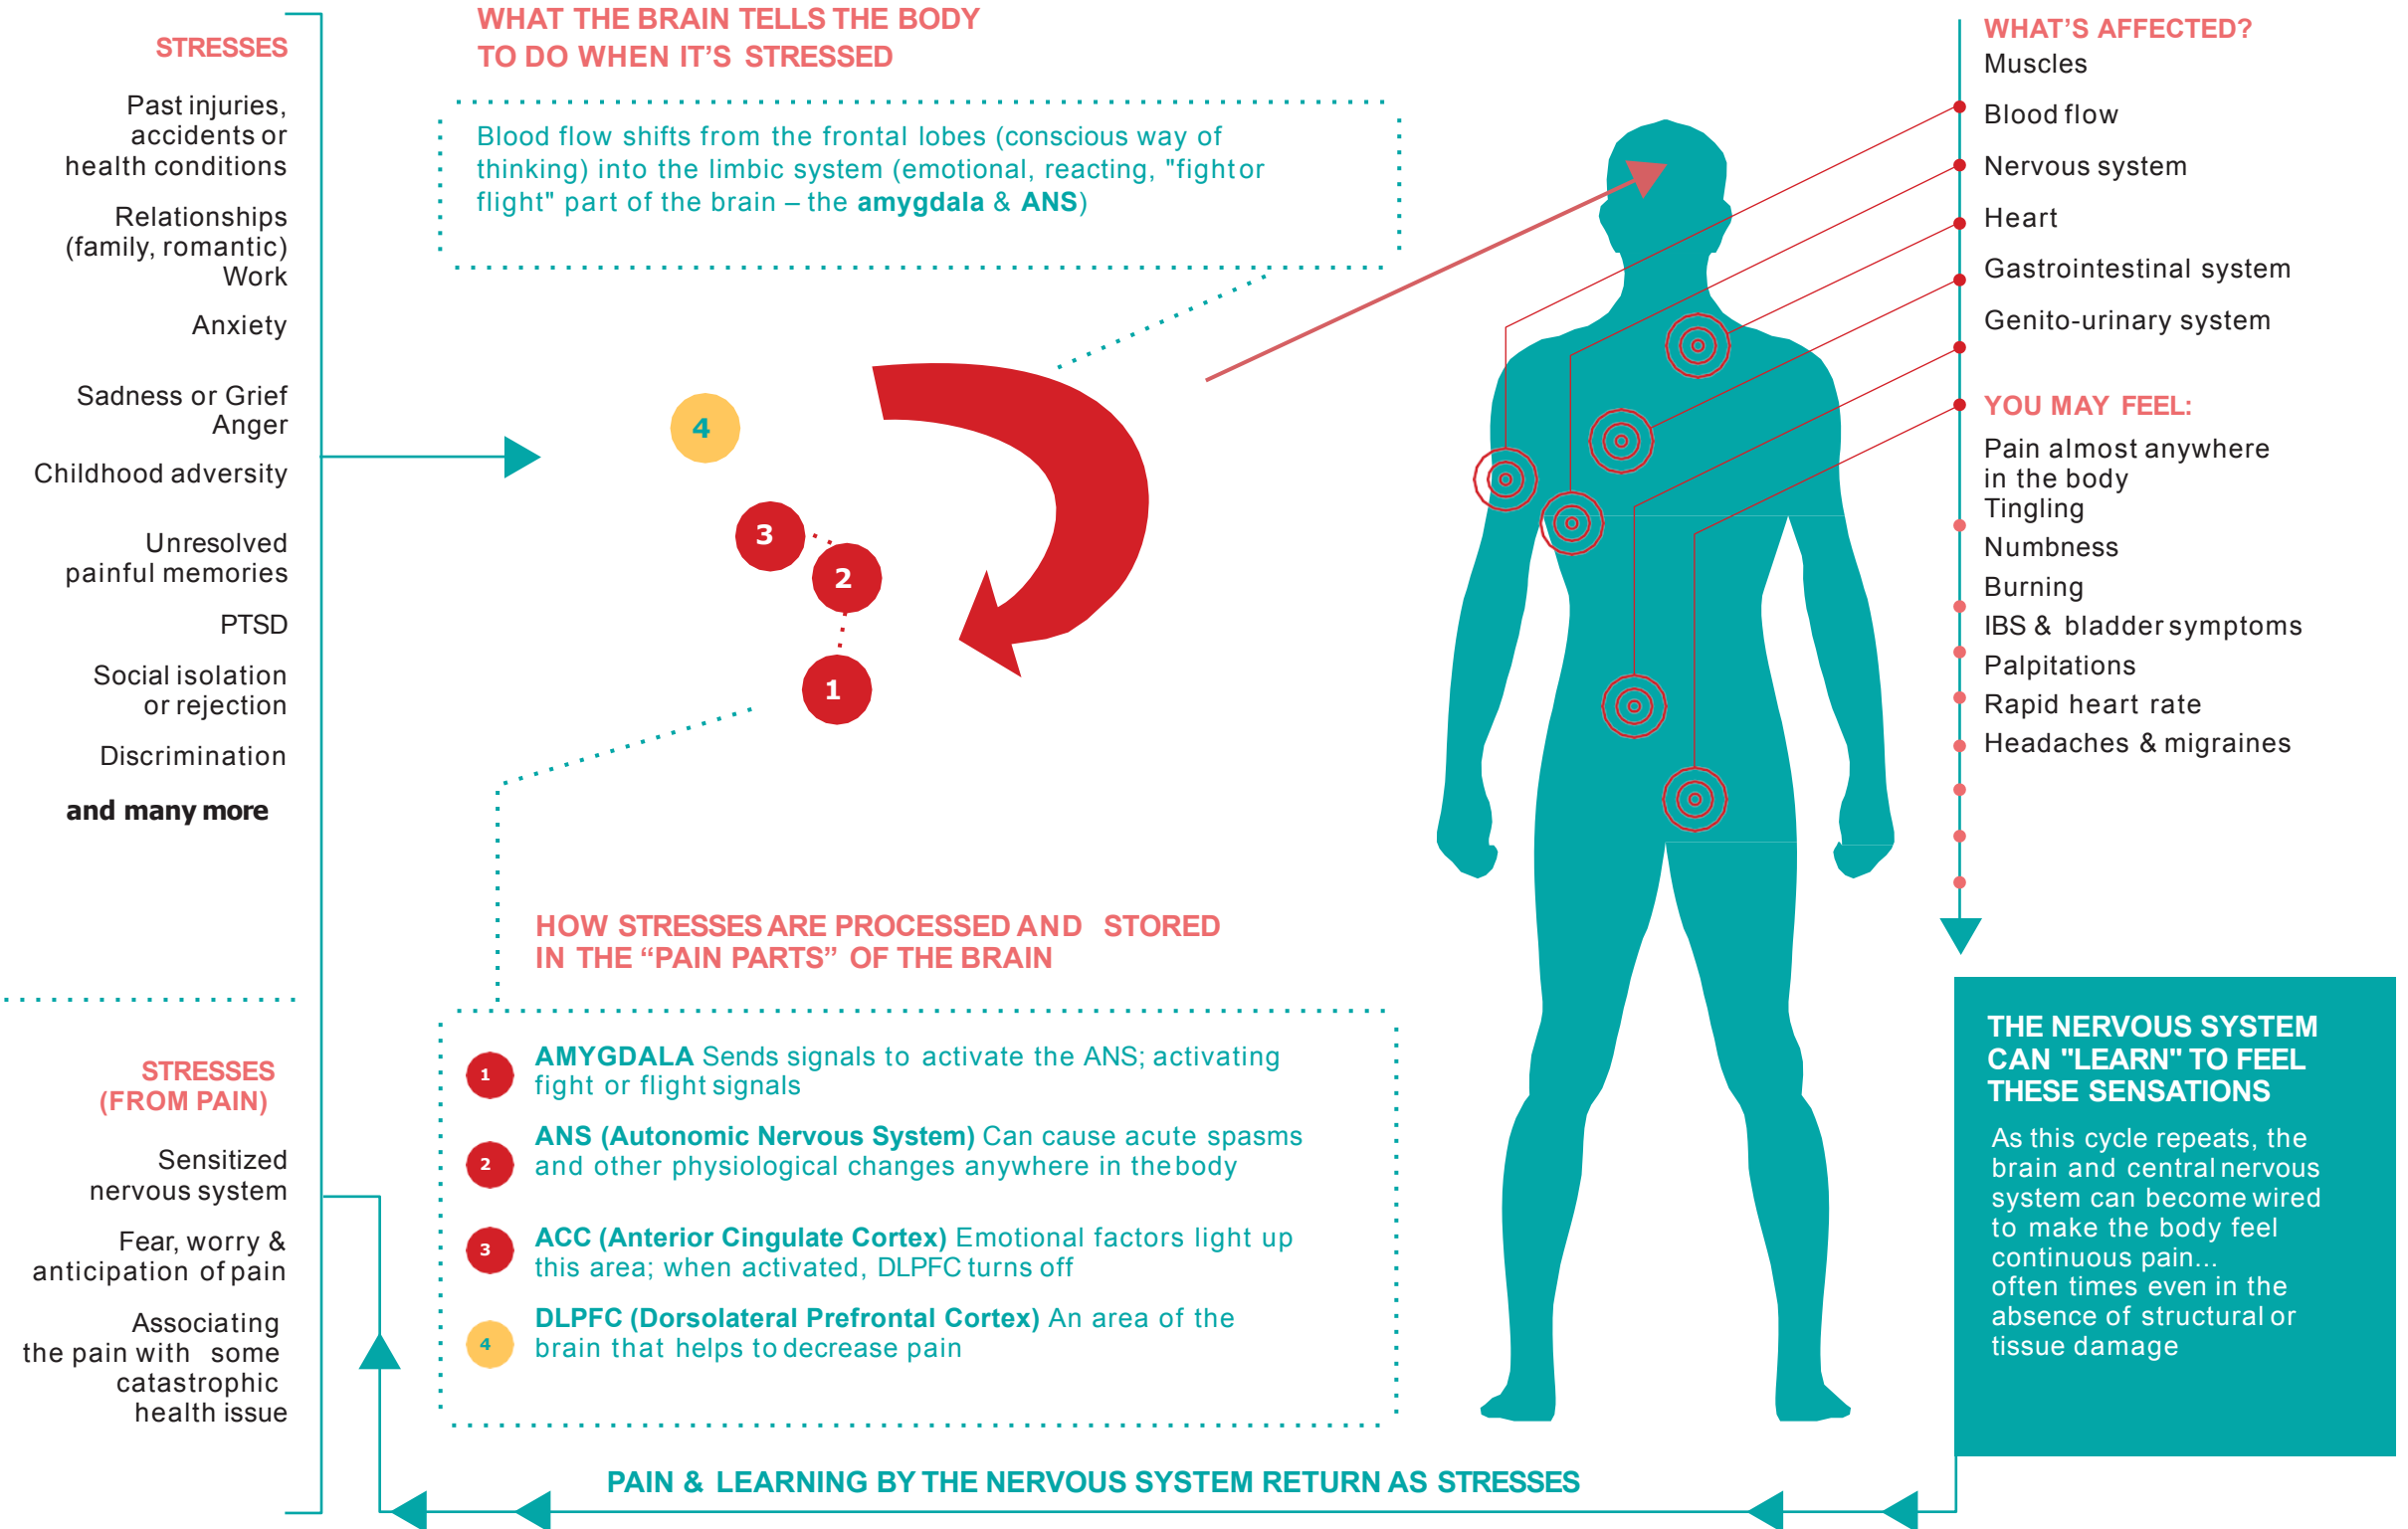 STRESSES
Past injuries,
accidents or
health conditions
Relationships
(family, romantic)
Work
Anxiety
Sadness or Grief
Anger
Childhood adversity
Unresolved
painful memories
PTSD
Social isolation
or rejection
Discrimination
and many more
STRESSES
(FROM PAIN)
Sensitized
nervous system
Fear, worry &
anticipation of pain
Associating
the pain with some
catastrophic
health issue
WHAT THE BRAIN TELLS THE BODY
TO DO WHEN IT’S STRESSED
Blood flow shifts from the frontal lobes (conscious way of
thinking) into the limbic system (emotional, reacting, "fight or
flight" part of the brain – the amygdala & ANS)
4
3
2
1
HOW STRESSES ARE PROCESSED AND STORED
IN THE “PAIN PARTS” OF THE BRAIN
1 AMYGDALA Sends signals to activate the ANS; activating
fight or flight signals
2 ANS (Autonomic Nervous System) Can cause acute spasms
and other physiological changes anywhere in the body
3 ACC (Anterior Cingulate Cortex) Emotional factors light up
this area; when activated, DLPFC turns off
4 DLPFC (Dorsolateral Prefrontal Cortex) An area of the
brain that helps to decrease pain
WHAT’S AFFECTED?
Muscles
Blood flow
Nervous system
Heart
Gastrointestinal system
Genito-urinary system
YOU MAY FEEL:
Pain almost anywhere
in the body
Tingling
Numbness
Burning
IBS & bladder symptoms
Palpitations
Rapid heart rate
Headaches & migraines
THE NERVOUS SYSTEM
CAN "LEARN" TO FEEL
THESE SENSATIONS
As this cycle repeats, the
brain and central nervous
system can become wired
to make the body feel
continuous pain...
often times even in the
absence of structural or
tissue damage
PAIN & LEARNING BY THE NERVOUS SYSTEM RETURN AS STRESSES